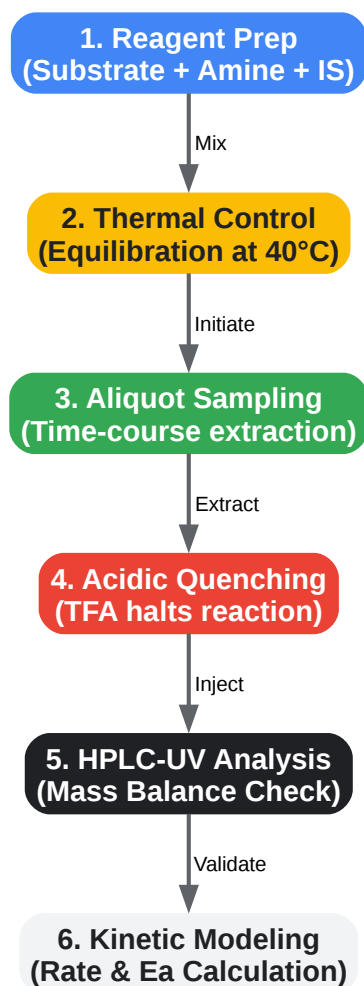 1. Reagent Prep
(Substrate + Amine + IS)
Mix
2. Thermal Control
(Equilibration at 40°C)
Initiate
3. Aliquot Sampling
(Time-course extraction)
Extract
4. Acidic Quenching
(TFA halts reaction)
Inject
5. HPLC-UV Analysis
(Mass Balance Check)
Validate
6. Kinetic Modeling
(Rate & Ea Calculation)